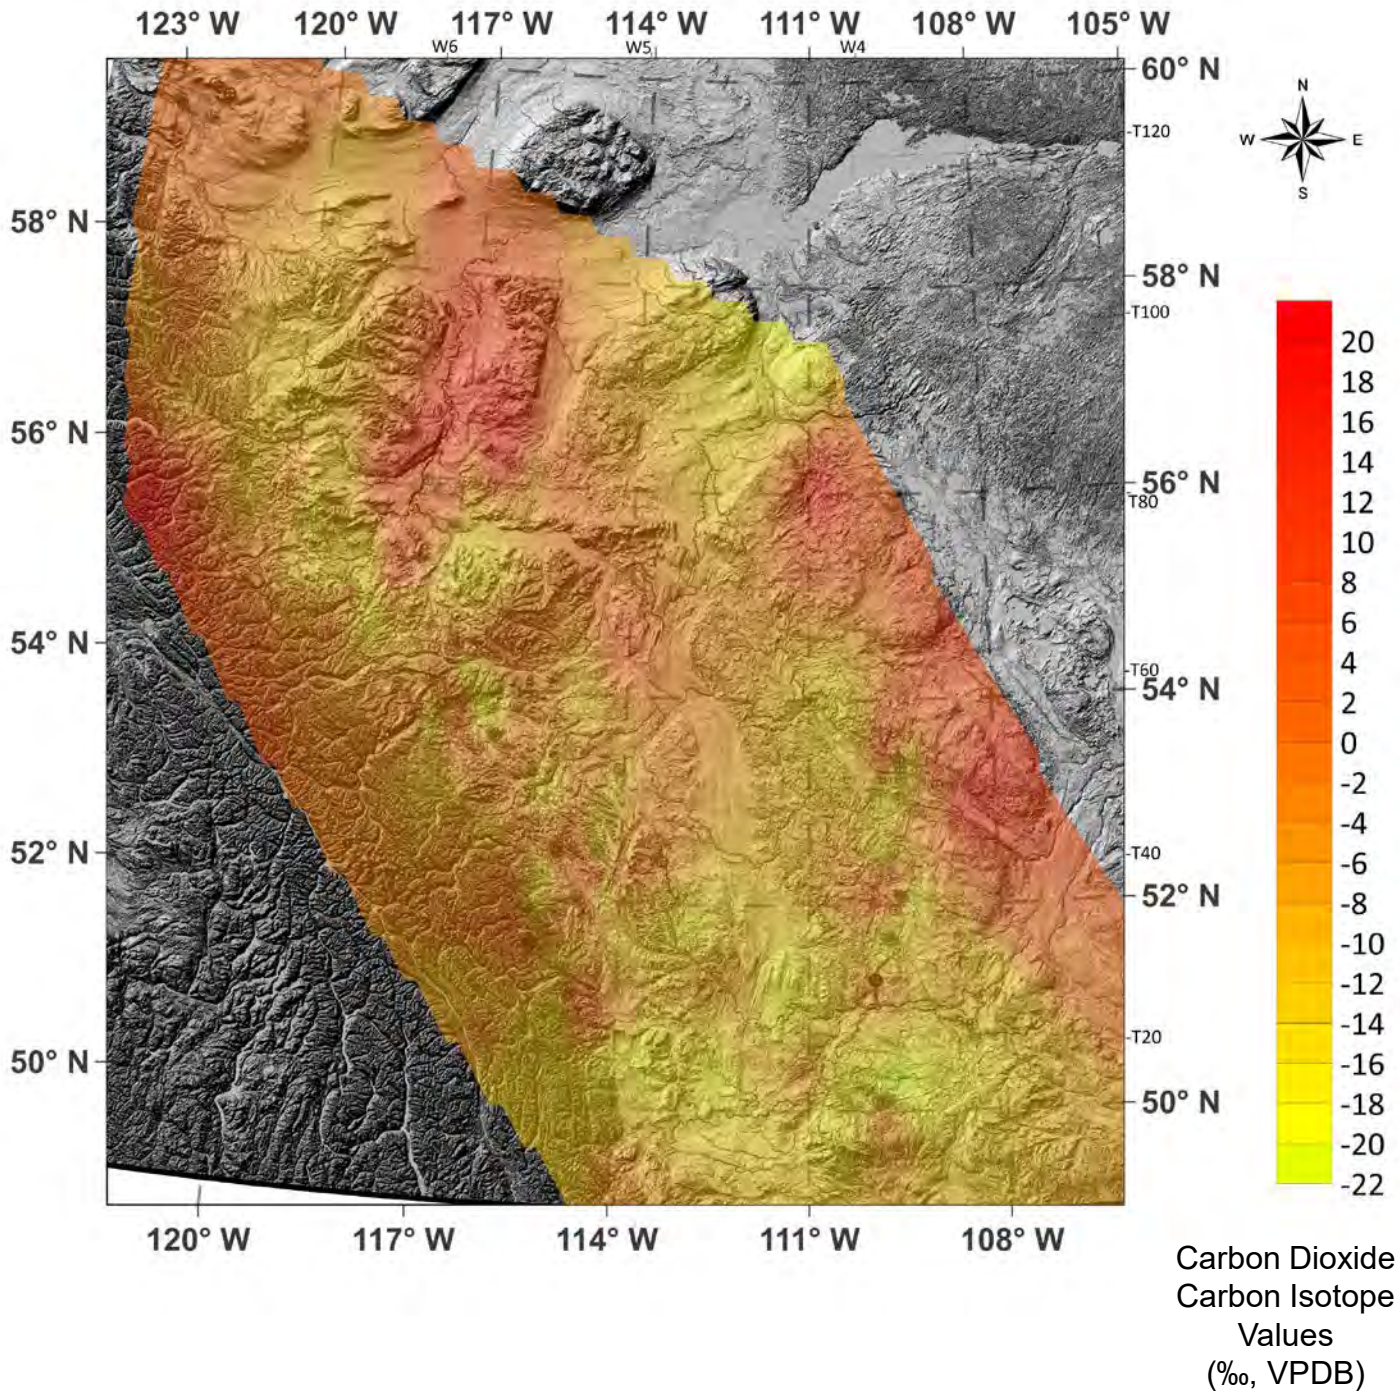 123° W 120° W 117° W 114° W 111° W 108° W 105° W
W6 W5 W4
60° N
N
W E
S
T120
58° N
58° N
T100
56° N
56° N
T80
54° N
T60
54° N
52° N
T40
52° N
T20
50° N
50° N
120° W 117° W 114° W 111° W 108° W
20
18
16
14
12
10
8
6
4
2
0
-2
-4
-6
-8
-10
-12
-14
-16
-18
-20
-22
Carbon Dioxide
Carbon Isotope
Values
(‰, VPDB)